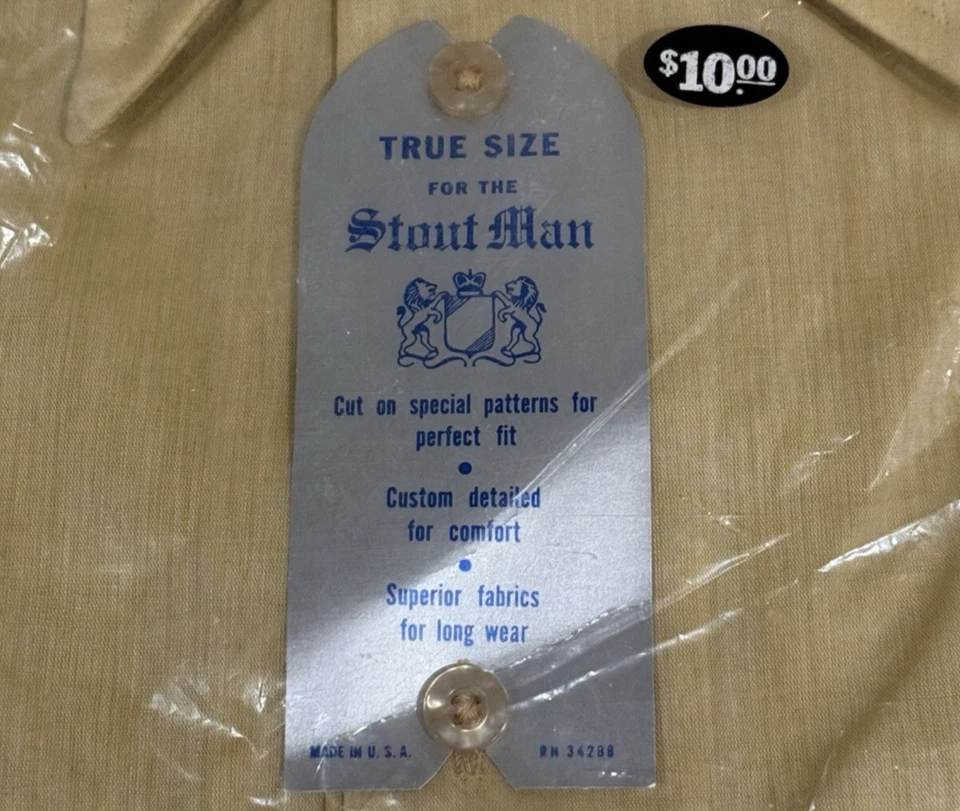 $10.00
TRUE SIZE
FOR THE
Stout Man
Cut on special patterns for
perfect fit
Custom detailed
for comfort
Superior fabrics
for long wear
MADE IN U.S.A.
RN 34288